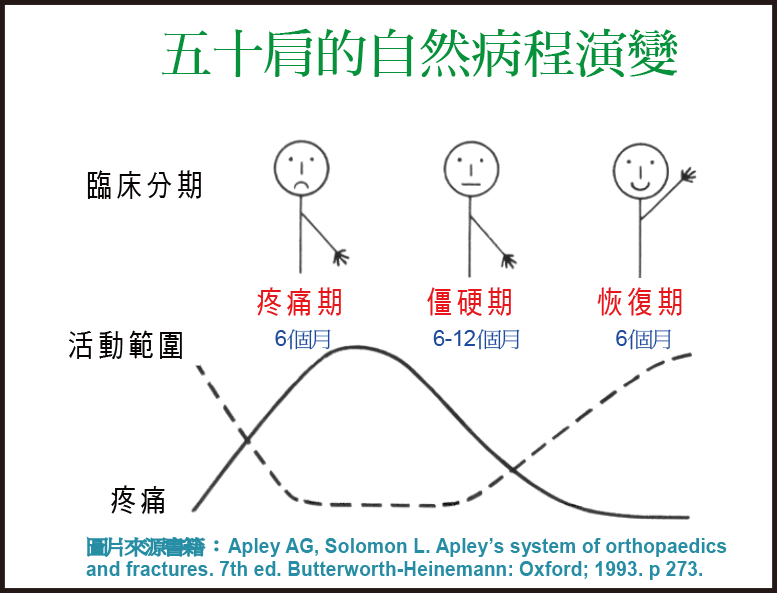 五十肩的自然病程演變
臨床分期
疼痛期 僵硬期 恢復期
6個月 6-12個月 6個月
活動範圍
疼痛
圖片來源書籍：Apley AG, Solomon L. Apley’s system of orthopaedics
and fractures. 7th ed. Butterworth-Heinemann: Oxford; 1993. p 273.